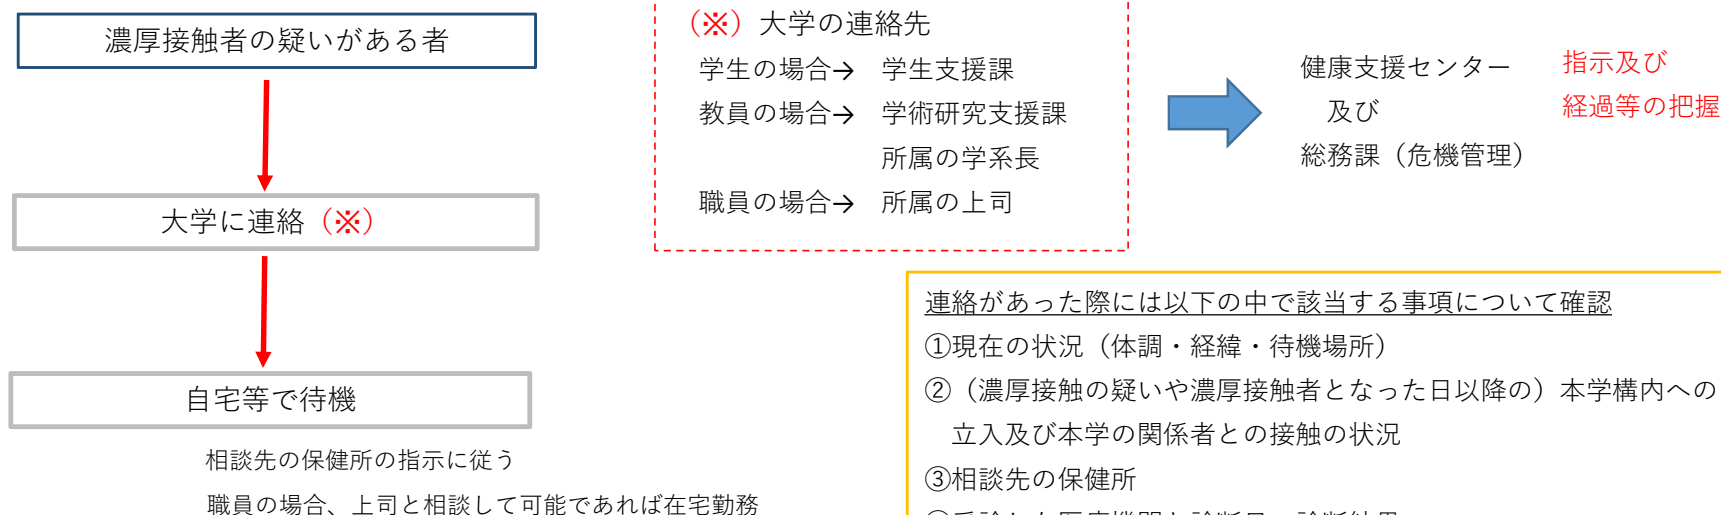 濃厚接触者の疑いがある者
大学に連絡（※）
自宅等で待機
相談先の保健所の指示に従う
職員の場合、上司と相談して可能であれば在宅勤務
（※）大学の連絡先
学生の場合→ 学生支援課
教員の場合→ 学術研究支援課
所属の学系長
職員の場合→ 所属の上司
健康支援センター
及び
総務課（危機管理）
指示及び
経過等の把握
連絡があった際には以下の中で該当する事項について確認
①現在の状況（体調・経緯・待機場所）
②（濃厚接触の疑いや濃厚接触者となった日以降の）本学構内への
立入及び本学の関係者との接触の状況
③相談先の保健所